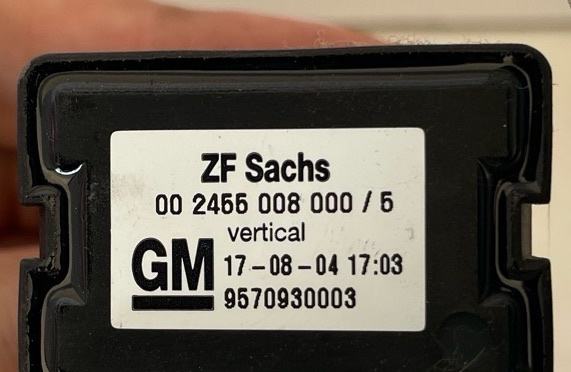 ZF Sachs
00 2455 008 000 / 5
vertical
GM 17-08-04 17:03
9570930003